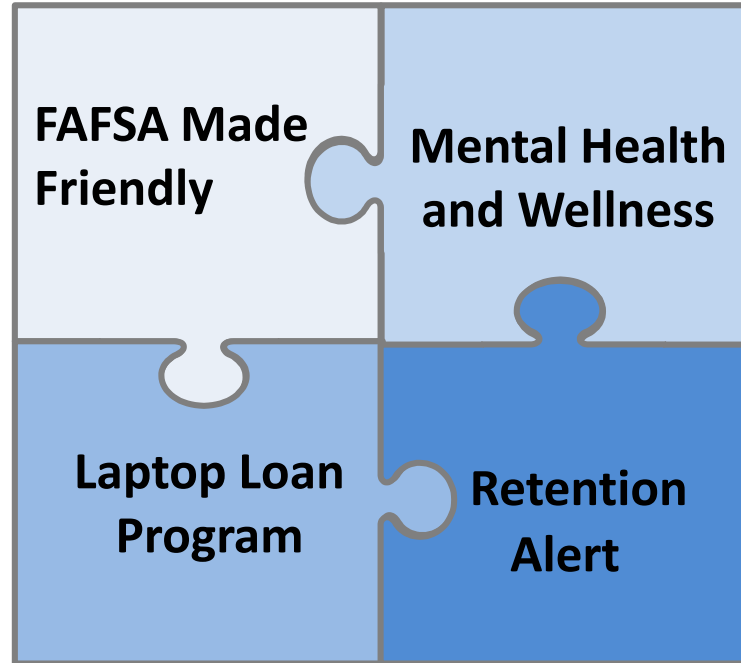 FAFSA Made
Friendly
Mental Health
and Wellness
Laptop Loan
Program
Retention
Alert